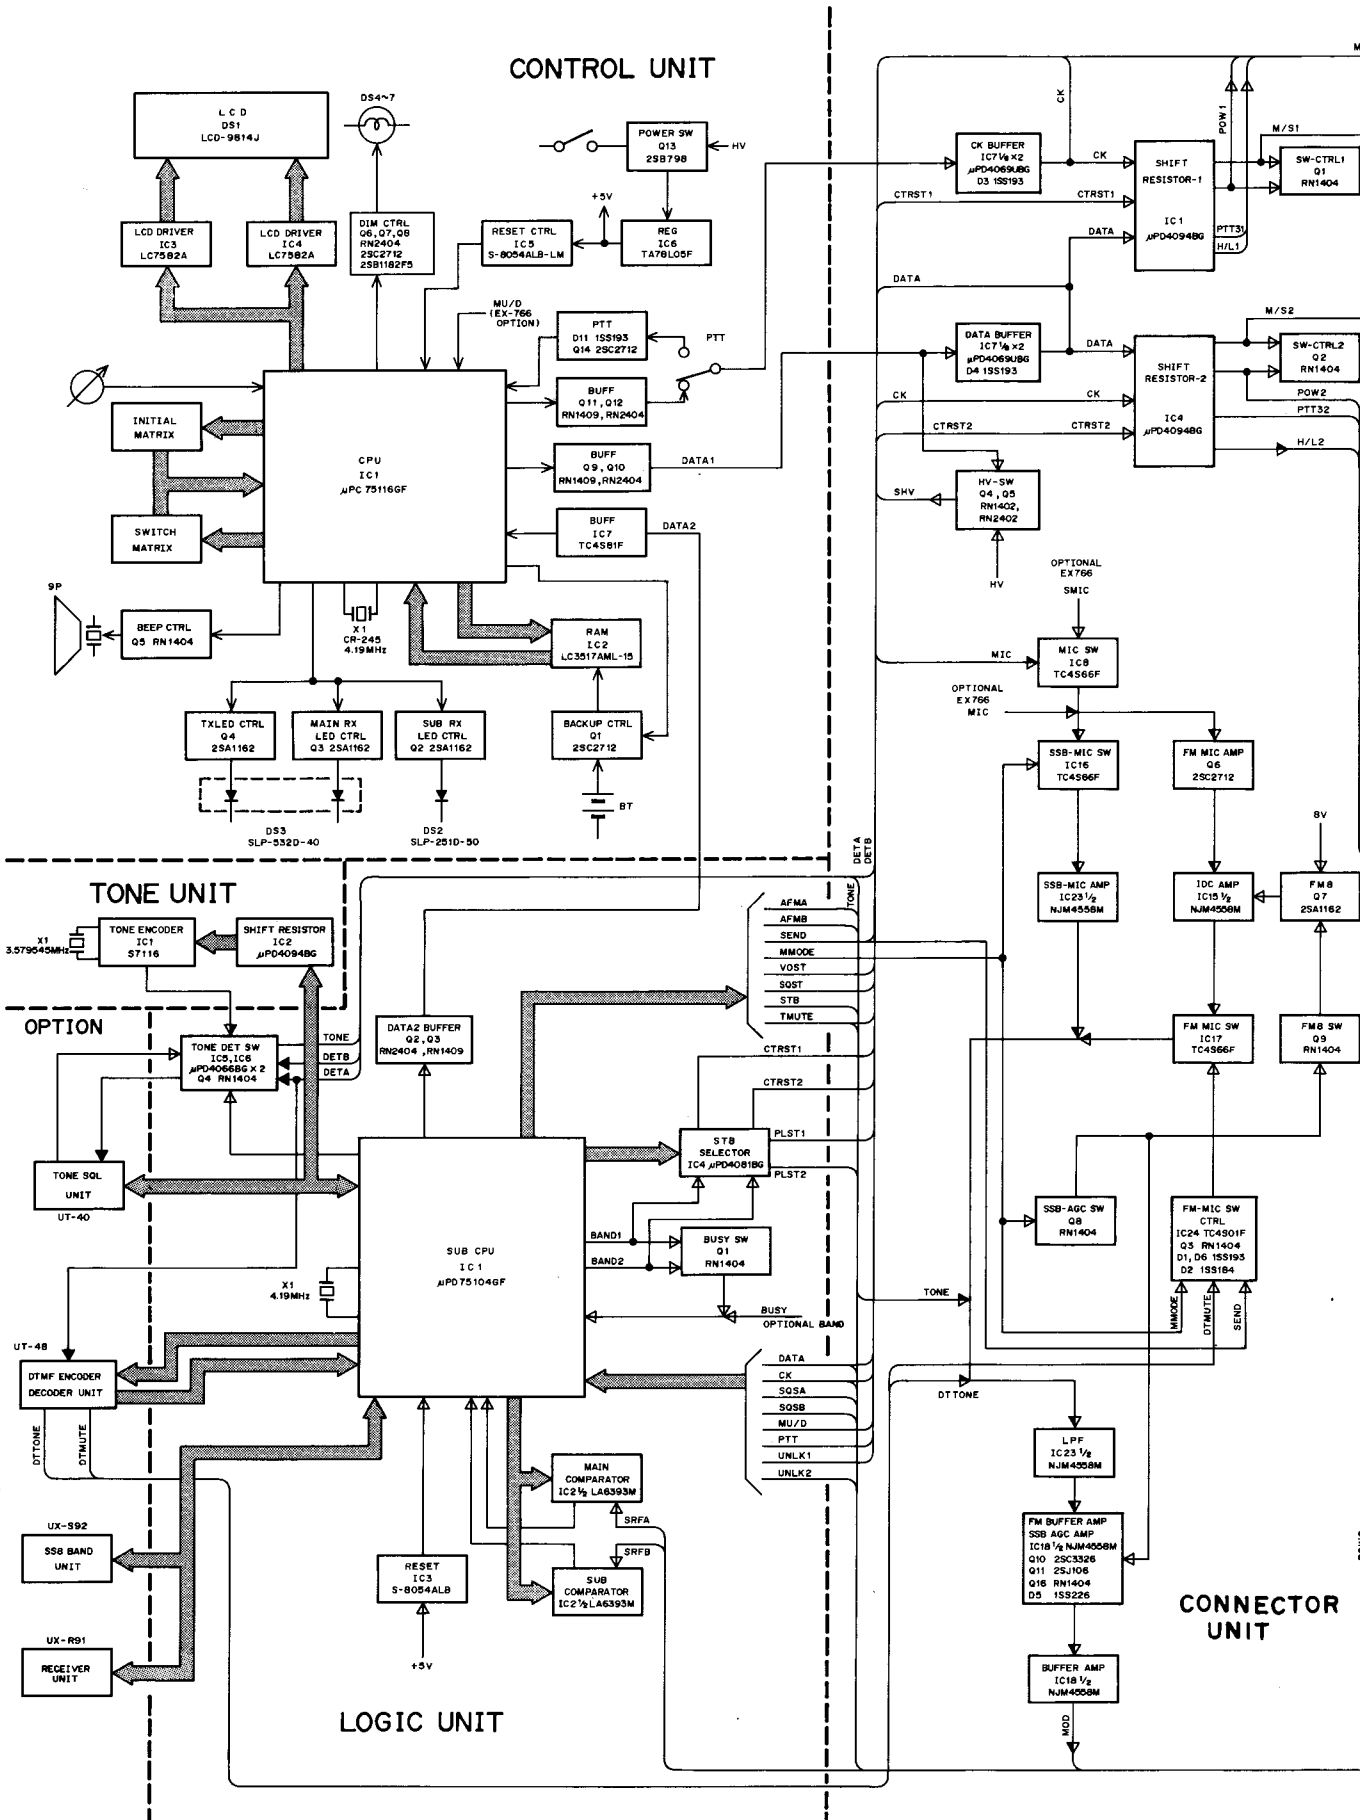 CONTROL UNIT
LCD
DS1
LCD-9814J
DS4~7
POWER SW
Q13
2SB798
HV
+5V
LCD DRIVER
IC3
LC7582A
LCD DRIVER
IC4
LC7582A
DIM CTRL
Q6,Q7,Q8
RN2404
2SC2712
2SB1182F5
RESET CTRL
IC5
S-8054ALB-LM
REG
IC6
TA78L05F
MU/D
(EX-766
OPTION)
PTT
D11 1SS193
Q14 2SC2712
PTT
BUFF
Q11,Q12
RN1409,RN2404
INITIAL
MATRIX
CPU
IC1
μPC75116GF
BUFF
Q9,Q10
RN1409,RN2404
DATA1
SWITCH
MATRIX
BUFF
IC7
TC4S81F
DATA2
SP
BEEP CTRL
Q5 RN1404
X1
CR-245
4.19MHz
RAM
IC2
LC3517AML-15
TXLED CTRL
Q4
2SA1162
MAIN RX
LED CTRL
Q3 2SA1162
SUB RX
LED CTRL
Q2 2SA1162
BACKUP CTRL
Q1
2SC2712
BT
DS3
SLP-532D-40
DS2
SLP-251D-50
CK
POW1
M/S1
CK BUFFER
IC7 1/6 ×2
μPD4069UBG
D3 1SS193
CK
SHIFT
RESISTOR-1
IC1
μPD4094BG
SW-CTRL1
Q1
RN1404
CTRST1
CTRST1
DATA
PTT31
H/L1
DATA
M/S2
DATA BUFFER
IC7 1/6 ×2
μPD4069UBG
D4 1SS193
DATA
SHIFT
RESISTOR-2
IC4
μPD4094BG
SW-CTRL2
Q2
RN1404
CK
CK
POW2
PTT32
CTRST2
CTRST2
H/L2
SHV
HV-SW
Q4,Q5
RN1402,
RN2402
HV
OPTIONAL
EX766
SMIC
MIC
MIC SW
IC8
TC4S66F
OPTIONAL
EX766
MIC
SSB-MIC SW
IC16
TC4S66F
FM MIC AMP
Q6
2SC2712
8V
DETA
DETB
TONE
SSB-MIC AMP
IC23 1/2
NJM4558M
IDC AMP
IC15 1/2
NJM4558M
FM8
Q7
2SA1162
TONE UNIT
X1
3.579545MHz
TONE ENCODER
IC1
S7116
SHIFT RESISTOR
IC2
μPD4094BG
AFMA
AFMB
SEND
MMODE
VOST
SQST
STB
TMUTE
OPTION
TONE DET SW
IC5,IC6
μPD4066BG × 2
Q4 RN1404
TONE
DETB
DETA
DATA2 BUFFER
Q2,Q3
RN2404 ,RN1409
FM MIC SW
IC17
TC4S66F
FM8 SW
Q9
RN1404
CTRST1
CTRST2
STB
SELECTOR
IC4 μPD4081BG
PLST1
PLST2
TONE SQL
UNIT
UT-40
SSB-AGC SW
Q8
RN1404
FM-MIC SW
CTRL
IC24 TC4S01F
Q3 RN1404
D1, D6 1SS193
D2 1SS184
SUB CPU
IC1
μPD75104GF
BAND1
BAND2
BUSY SW
Q1
RN1404
X1
4.19MHz
BUSY
OPTIONAL BAND
TONE
MMODE
DTMUTE
SEND
UT-48
DTMF ENCODER
DECODER UNIT
DTTONE
DTMUTE
DATA
CK
SQSA
SQSB
MU/D
PTT
UNLK1
UNLK2
DTTONE
LPF
IC23 1/2
NJM4558M
MAIN
COMPARATOR
IC2 1/2 LA6393M
SRFA
SRFB
SUB
COMPARATOR
IC2 1/2 LA6393M
RESET
IC3
S-8054ALB
+5V
UX-S92
SSB BAND
UNIT
UX-R91
RECEIVER
UNIT
FM BUFFER AMP
SSB AGC AMP
IC18 1/2 NJM4558M
Q10 2SC3326
Q11 2SJ106
Q16 RN1404
D5 1SS226
CONNECTOR
UNIT
BUFFER AMP
IC18 1/2
NJM4558M
MOD
LOGIC UNIT